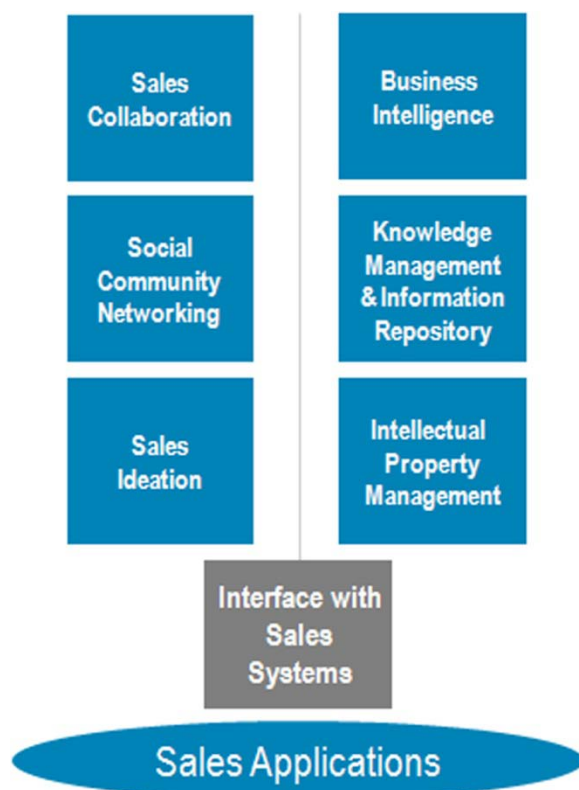 Sales
Collaboration
Business
Intelligence
Social
Community
Networking
Knowledge
Management
& Information
Repository
Sales
Ideation
Intellectual
Property
Management
Interface with
Sales
Systems
Sales Applications